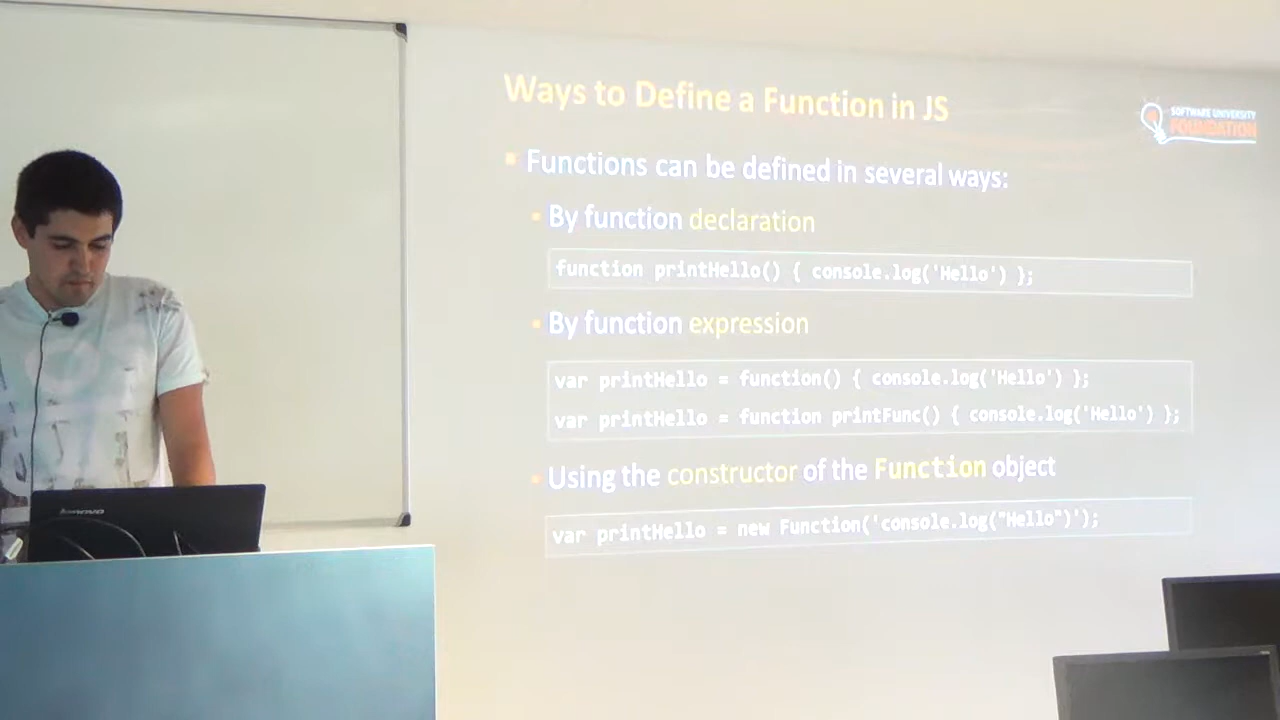 Ways to Define a Function in JS
SOFTWARE UNIVERSITY
FOUNDATION
Functions can be defined in several ways:
By function declaration
function printHello() { console.log('Hello') };
By function expression
var printHello = function() { console.log('Hello') };
var printHello = function printFunc() { console.log('Hello') };
Using the constructor of the Function object
var printHello = new Function('console.log("Hello")');
lenovo